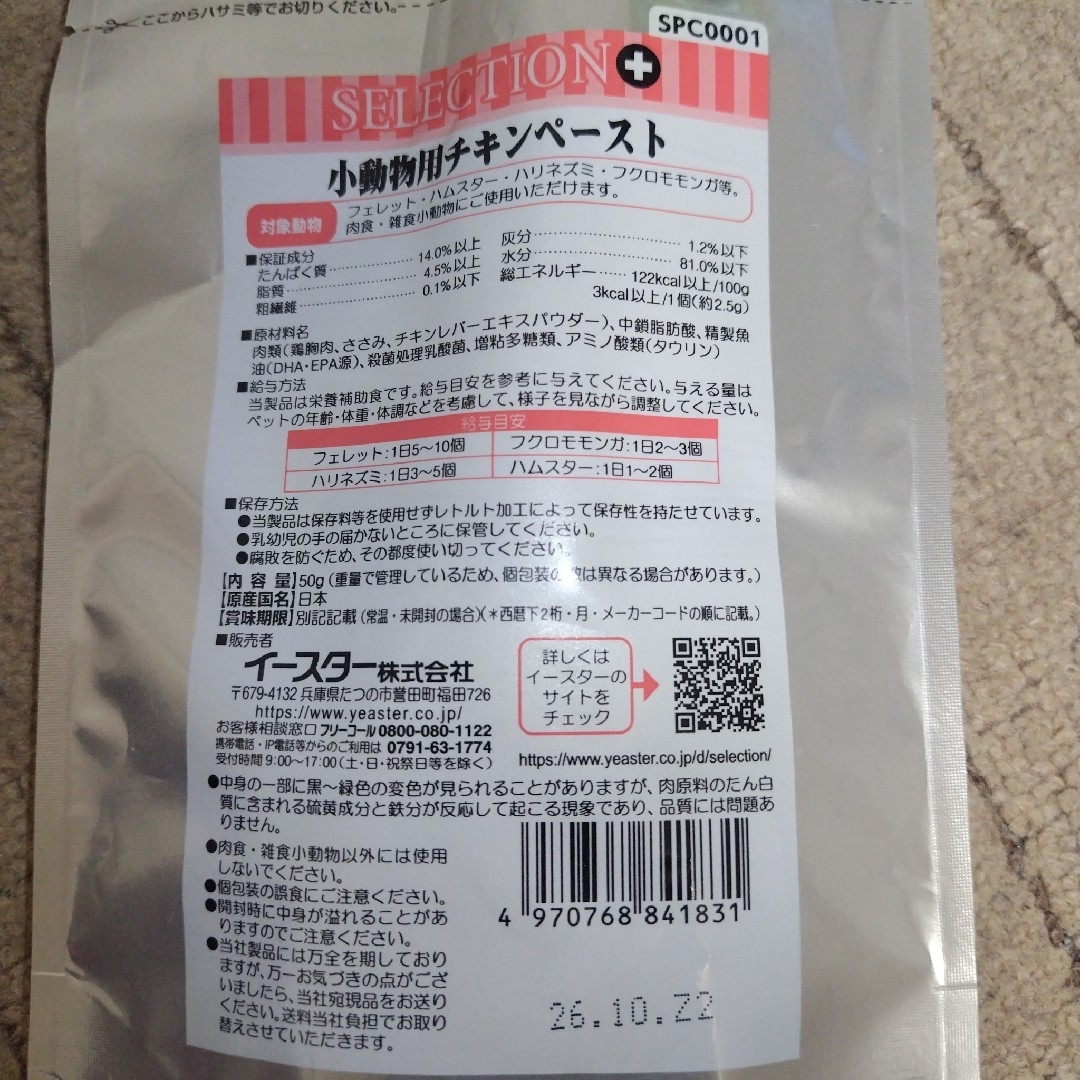 ここからハサミ等でお切りください。
SPC0001
SELECTION
小動物用チキンペースト
対象動物
フェレット・ハムスター・ハリネズミ・フクロモモンガ等。
肉食・雑食小動物にご使用いただけます。
■保証成分
たんぱく質 14.0%以上
脂質 4.5%以上
粗繊維 0.1%以下
灰分 1.2%以下
水分 81.0%以下
総エネルギー 122kcal以上/100g
3kcal以上/1個(約2.5g)
■原材料名
肉類(鶏胸肉、ささみ、チキンレバーエキスパウダー)、中鎖脂肪酸、精製魚
油(DHA・EPA源)、殺菌処理乳酸菌、増粘多糖類、アミノ酸類(タウリン)
■給与方法
当製品は栄養補助食です。給与目安を参考に与えてください。与える量は
ペットの年齢・体重・体調などを考慮して、様子を見ながら調整してください。
給与目安
フェレット:1日5～10個 フクロモモンガ:1日2～3個
ハリネズミ:1日3～5個 ハムスター:1日1～2個
■保存方法
●当製品は保存料等を使用せずレトルト加工によって保存性を持たせています。
●乳幼児の手の届かないところに保管してください。
●腐敗を防ぐため、その都度使い切ってください。
【内 容 量】50g(重量で管理しているため、個包装の数は異なる場合があります。)
【原産国名】日本
【賞味期限】別記記載(常温・未開封の場合)(*西暦下2桁・月・メーカーコードの順に記載。)
■販売者
イースター株式会社
〒679-4132 兵庫県たつの市誉田町福田726
https://www.yeaster.co.jp/
お客様相談窓口 フリーコール0800-080-1122
携帯電話・IP電話等からのご利用は 0791-63-1774
受付時間 9:00～17:00(土・日・祝祭日等を除く)
詳しくは
イースターの
サイトを
チェック
https://www.yeaster.co.jp/d/selection/
●中身の一部に黒～緑色の変色が見られることがありますが、肉原料のたん白
質に含まれる硫黄成分と鉄分が反応して起こる現象であり、品質には問題あ
りません。
●肉食・雑食小動物以外には使用
しないでください。
●個包装の誤食にご注意ください。
●開封時に中身が溢れることがあ
りますのでご注意ください。
●当社製品には万全を期しており
ますが、万一お気づきの点がござ
いましたら、当社宛現品をお送り
ください。送料当社負担でお取り
替えさせていただきます。
4 970768 841831
26.10.Z2